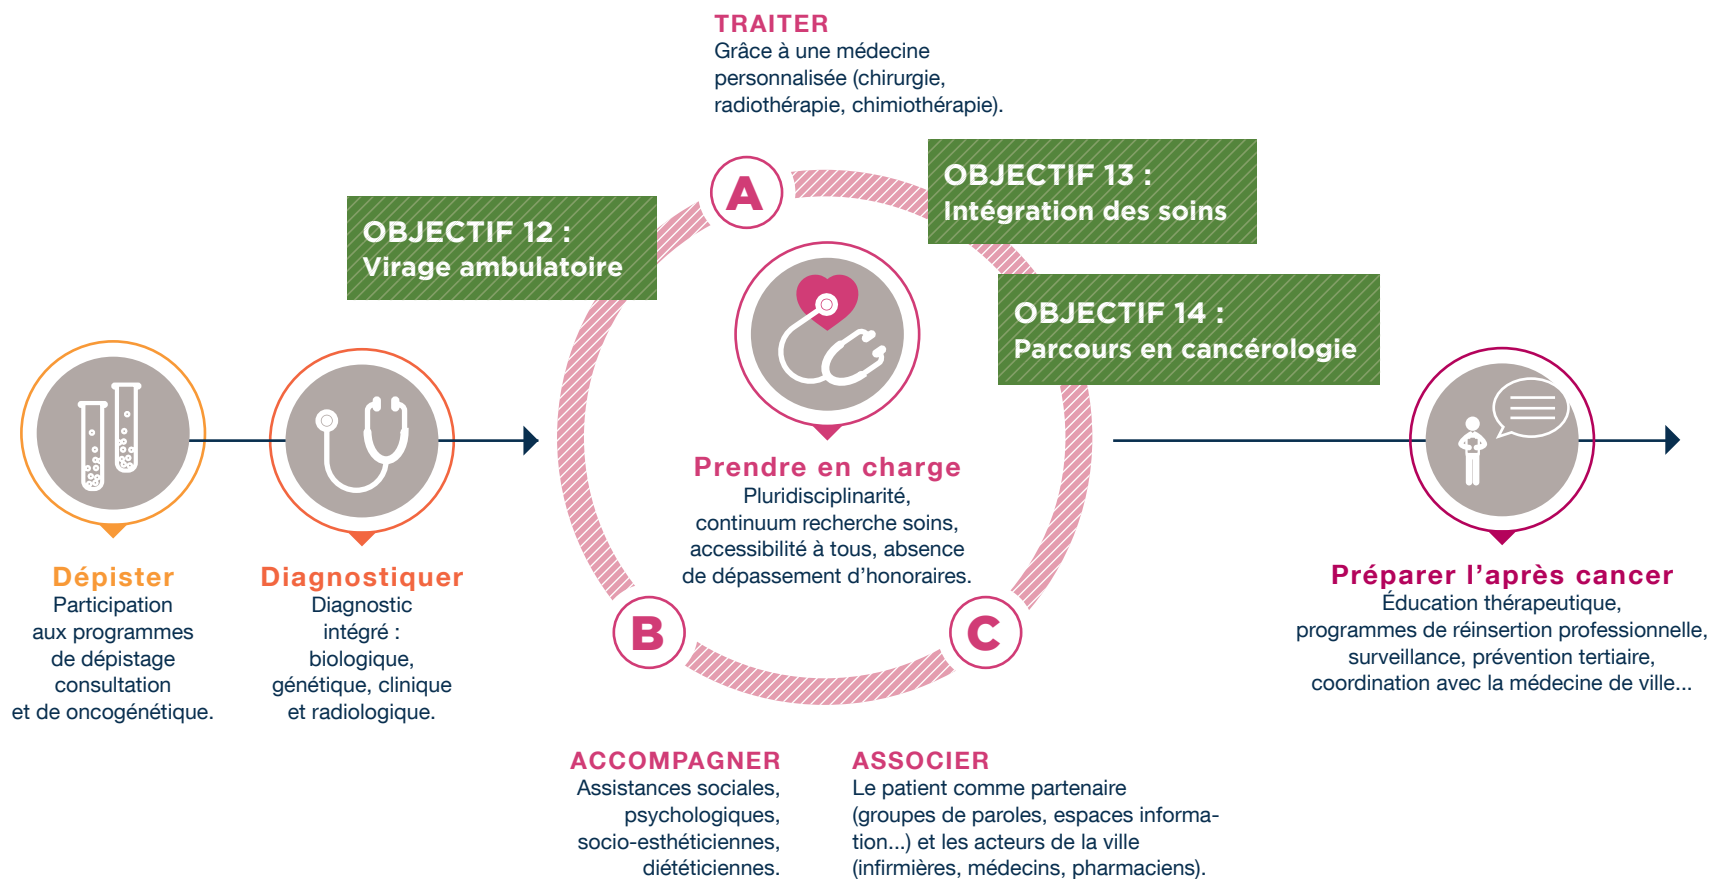 TRAITER
Grâce à une médecine
personnalisée (chirurgie,
radiothérapie, chimiothérapie).
A
OBJECTIF 13 :
Intégration des soins
OBJECTIF 12 :
Virage ambulatoire
OBJECTIF 14 :
Parcours en cancérologie
Prendre en charge
Pluridisciplinarité,
continuum recherche soins,
accessibilité à tous, absence
de dépassement d’honoraires.
Dépister
Participation
aux programmes
de dépistage
consultation
et de oncogénétique.
Diagnostiquer
Diagnostic
intégré :
biologique,
génétique, clinique
et radiologique.
Préparer l’après cancer
Éducation thérapeutique,
programmes de réinsertion professionnelle,
surveillance, prévention tertiaire,
coordination avec la médecine de ville...
B
C
ACCOMPAGNER
Assistances sociales,
psychologiques,
socio-esthéticiennes,
diététiciennes.
ASSOCIER
Le patient comme partenaire
(groupes de paroles, espaces informa-
tion...) et les acteurs de la ville
(infirmières, médecins, pharmaciens).